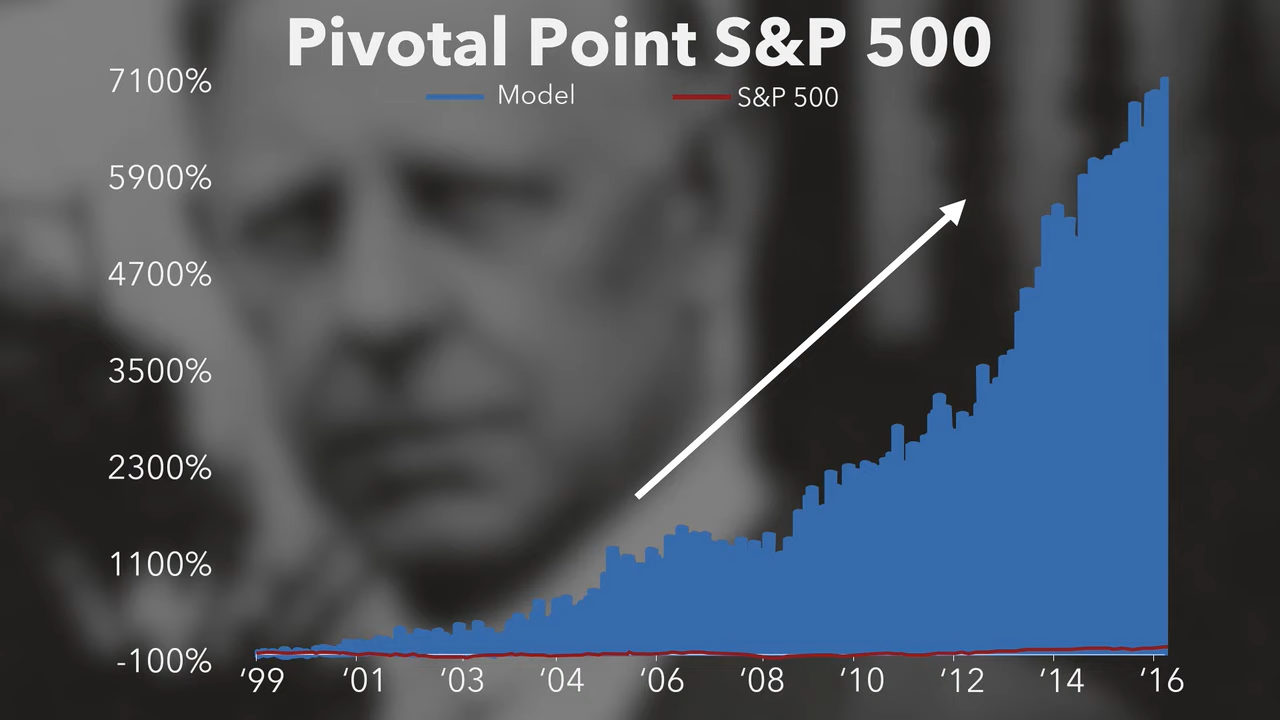 Pivotal Point S&P 500
Model S&P 500
7100%
5900%
4700%
3500%
2300%
1100%
-100%
‘99 ‘01 ‘03 ‘04 ‘06 ‘08 ‘10 ‘12 ‘14 ‘16